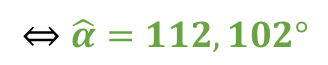 ⇔ α̂ = 112,102°